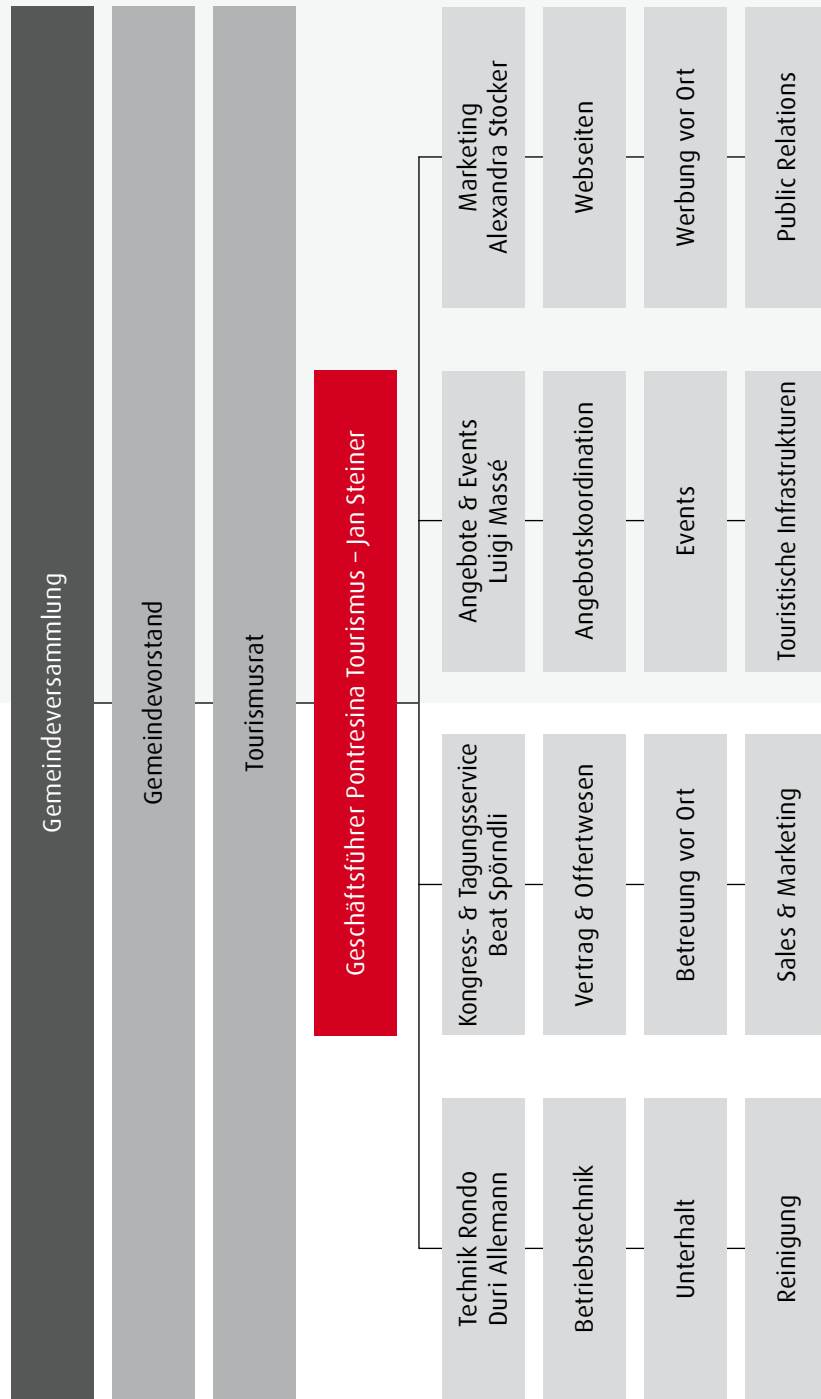 Gemeindeversammlung
Gemeindevorstand
Tourismusrat
Geschäftsführer Pontresina Tourismus – Jan Steiner
Technik Rondo
Duri Allemann
Betriebstechnik
Unterhalt
Reinigung
Kongress- & Tagungsservice
Beat Spörndli
Vertrag & Offertwesen
Betreuung vor Ort
Sales & Marketing
Angebote & Events
Luigi Massé
Angebotskoordination
Events
Touristische Infrastrukturen
Marketing
Alexandra Stocker
Webseiten
Werbung vor Ort
Public Relations